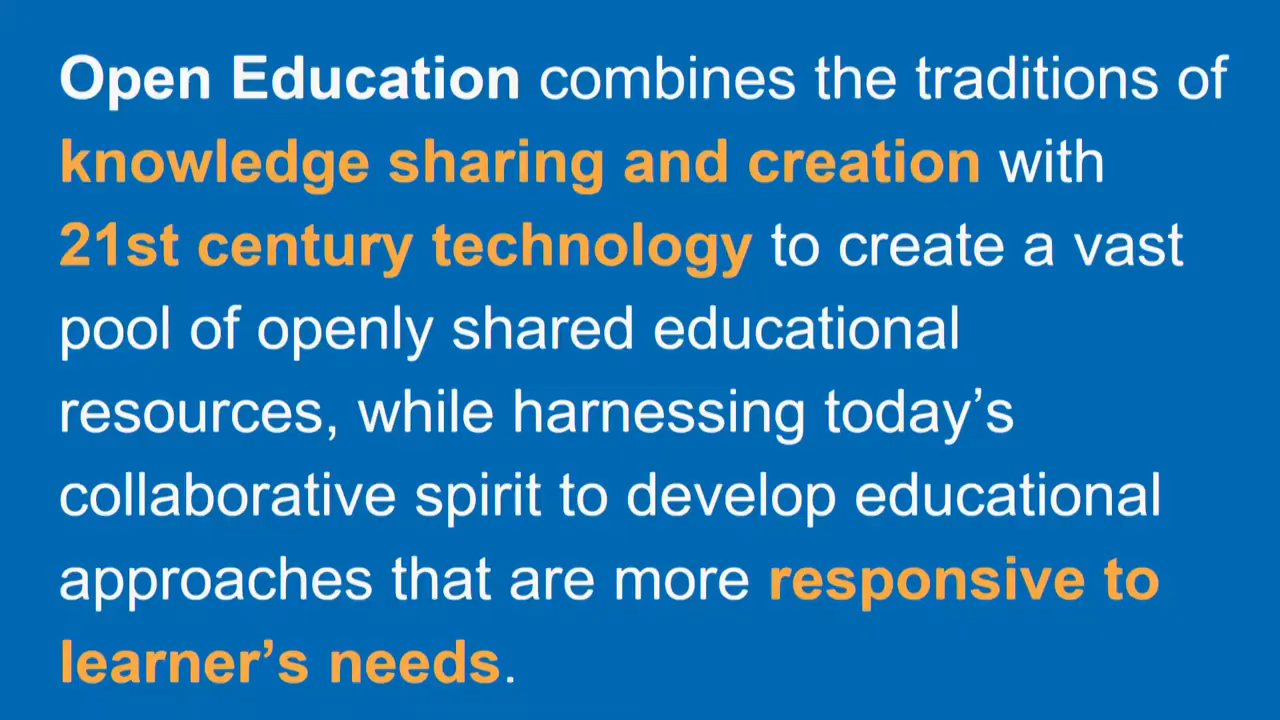 Open Education combines the traditions of
knowledge sharing and creation with
21st century technology to create a vast
pool of openly shared educational
resources, while harnessing today’s
collaborative spirit to develop educational
approaches that are more responsive to
learner’s needs.